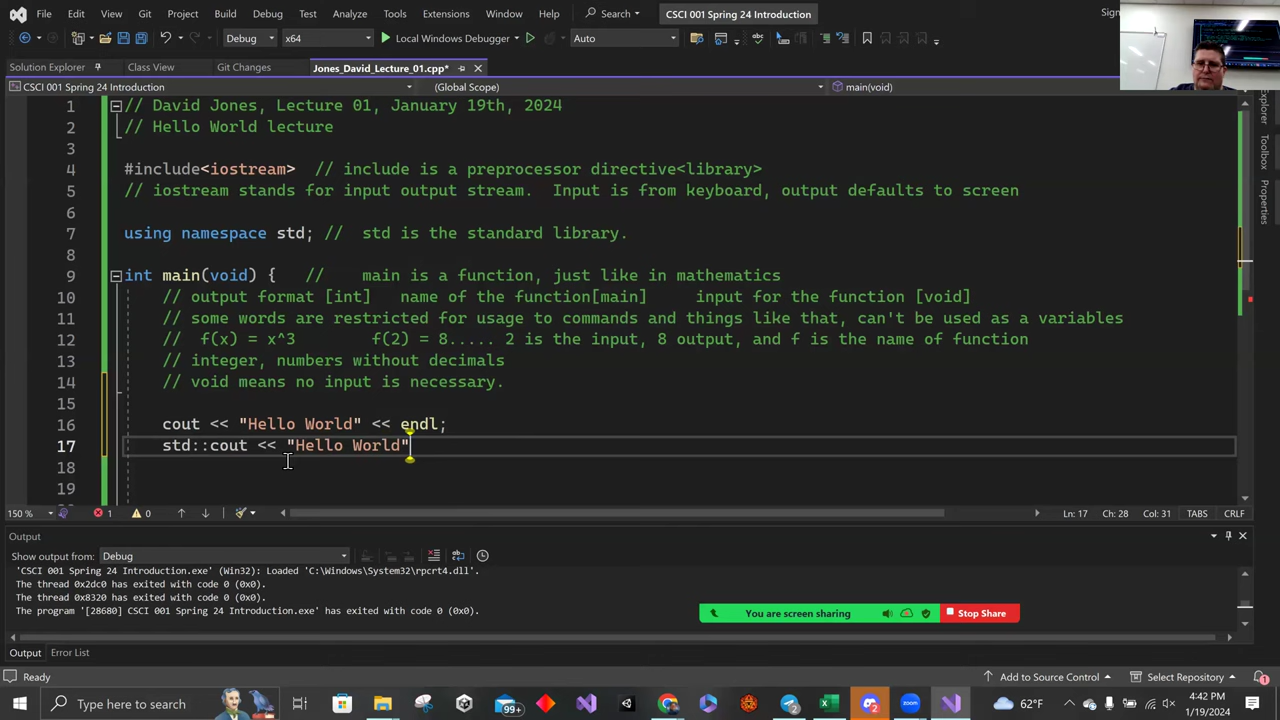 File Edit View Git Project Build Debug Test Analyze Tools Extensions Window Help Search CSCI 001 Spring 24 Introduction
Debug x64 Local Windows Debu Auto
Solution Explorer Class View Git Changes Jones_David_Lecture_01.cpp*
CSCI 001 Spring 24 Introduction (Global Scope) main(void)
1 // David Jones, Lecture 01, January 19th, 2024
2 // Hello World lecture
3
4 #include<iostream> // include is a preprocessor directive<library>
5 // iostream stands for input output stream. Input is from keyboard, output defaults to screen
6
7 using namespace std; // std is the standard library.
8
9 int main(void) { // main is a function, just like in mathematics
10 // output format [int] name of the function[main] input for the function [void]
11 // some words are restricted for usage to commands and things like that, can't be used as a variables
12 // f(x) = x^3 f(2) = 8..... 2 is the input, 8 output, and f is the name of function
13 // integer, numbers without decimals
14 // void means no input is necessary.
15
16 cout << "Hello World" << endl;
17 std::cout << "Hello World"
18
19
Explorer
Toolbox
Properties
150 % 1 0 Ln: 17 Ch: 28 Col: 31 TABS CRLF
Output
Show output from: Debug
'CSCI 001 Spring 24 Introduction.exe' (Win32): Loaded 'C:\Windows\System32\rpcrt4.dll'.
The thread 0x2dc0 has exited with code 0 (0x0).
The thread 0x8320 has exited with code 0 (0x0).
The program '[28680] CSCI 001 Spring 24 Introduction.exe' has exited with code 0 (0x0).
You are screen sharing Stop Share
Output Error List
Ready Add to Source Control Select Repository 1
Type here to search 99+ 2 62°F 4:42 PM
1/19/2024